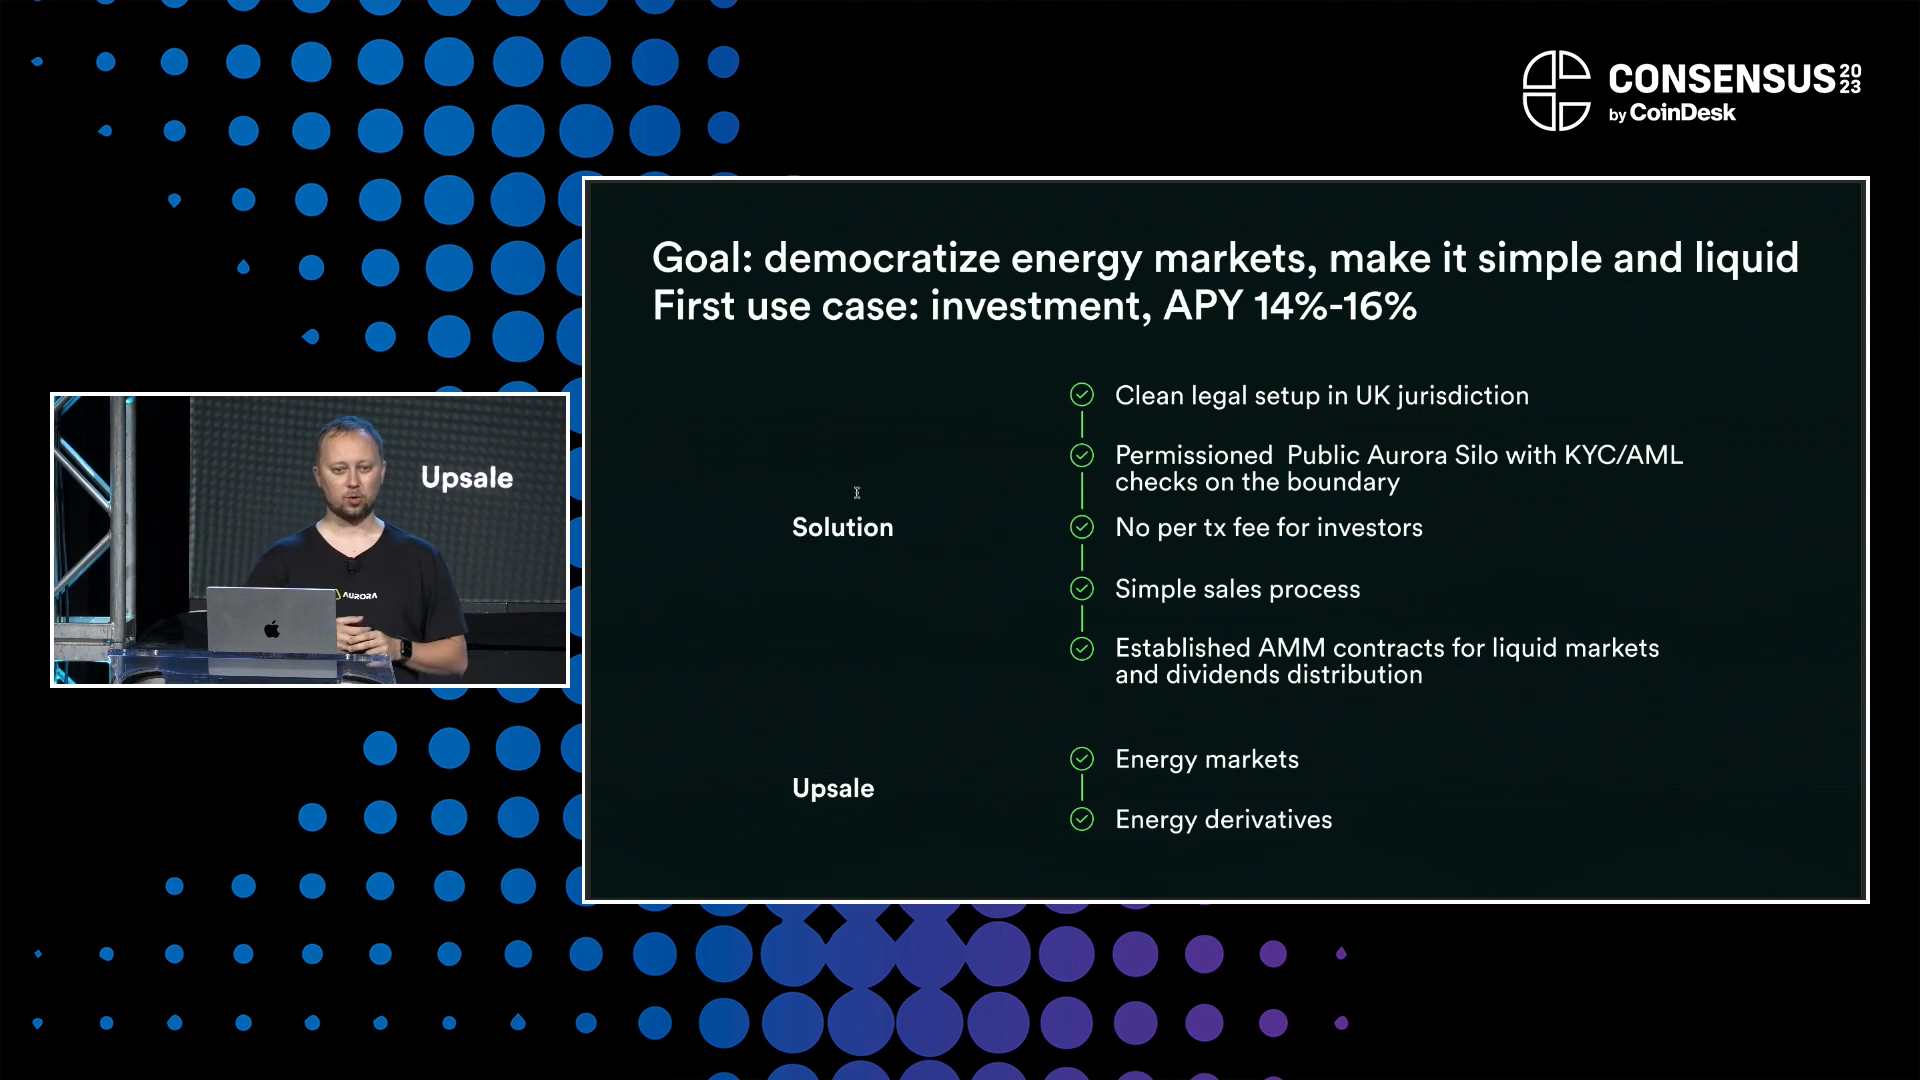 CONSENSUS 20
23
by CoinDesk
Goal: democratize energy markets, make it simple and liquid
First use case: investment, APY 14%-16%
Clean legal setup in UK jurisdiction
Permissioned  Public Aurora Silo with KYC/AML
checks on the boundary
Solution
No per tx fee for investors
Simple sales process
Established AMM contracts for liquid markets
and dividends distribution
Upsale
Energy markets
Energy derivatives
Upsale
AURORA